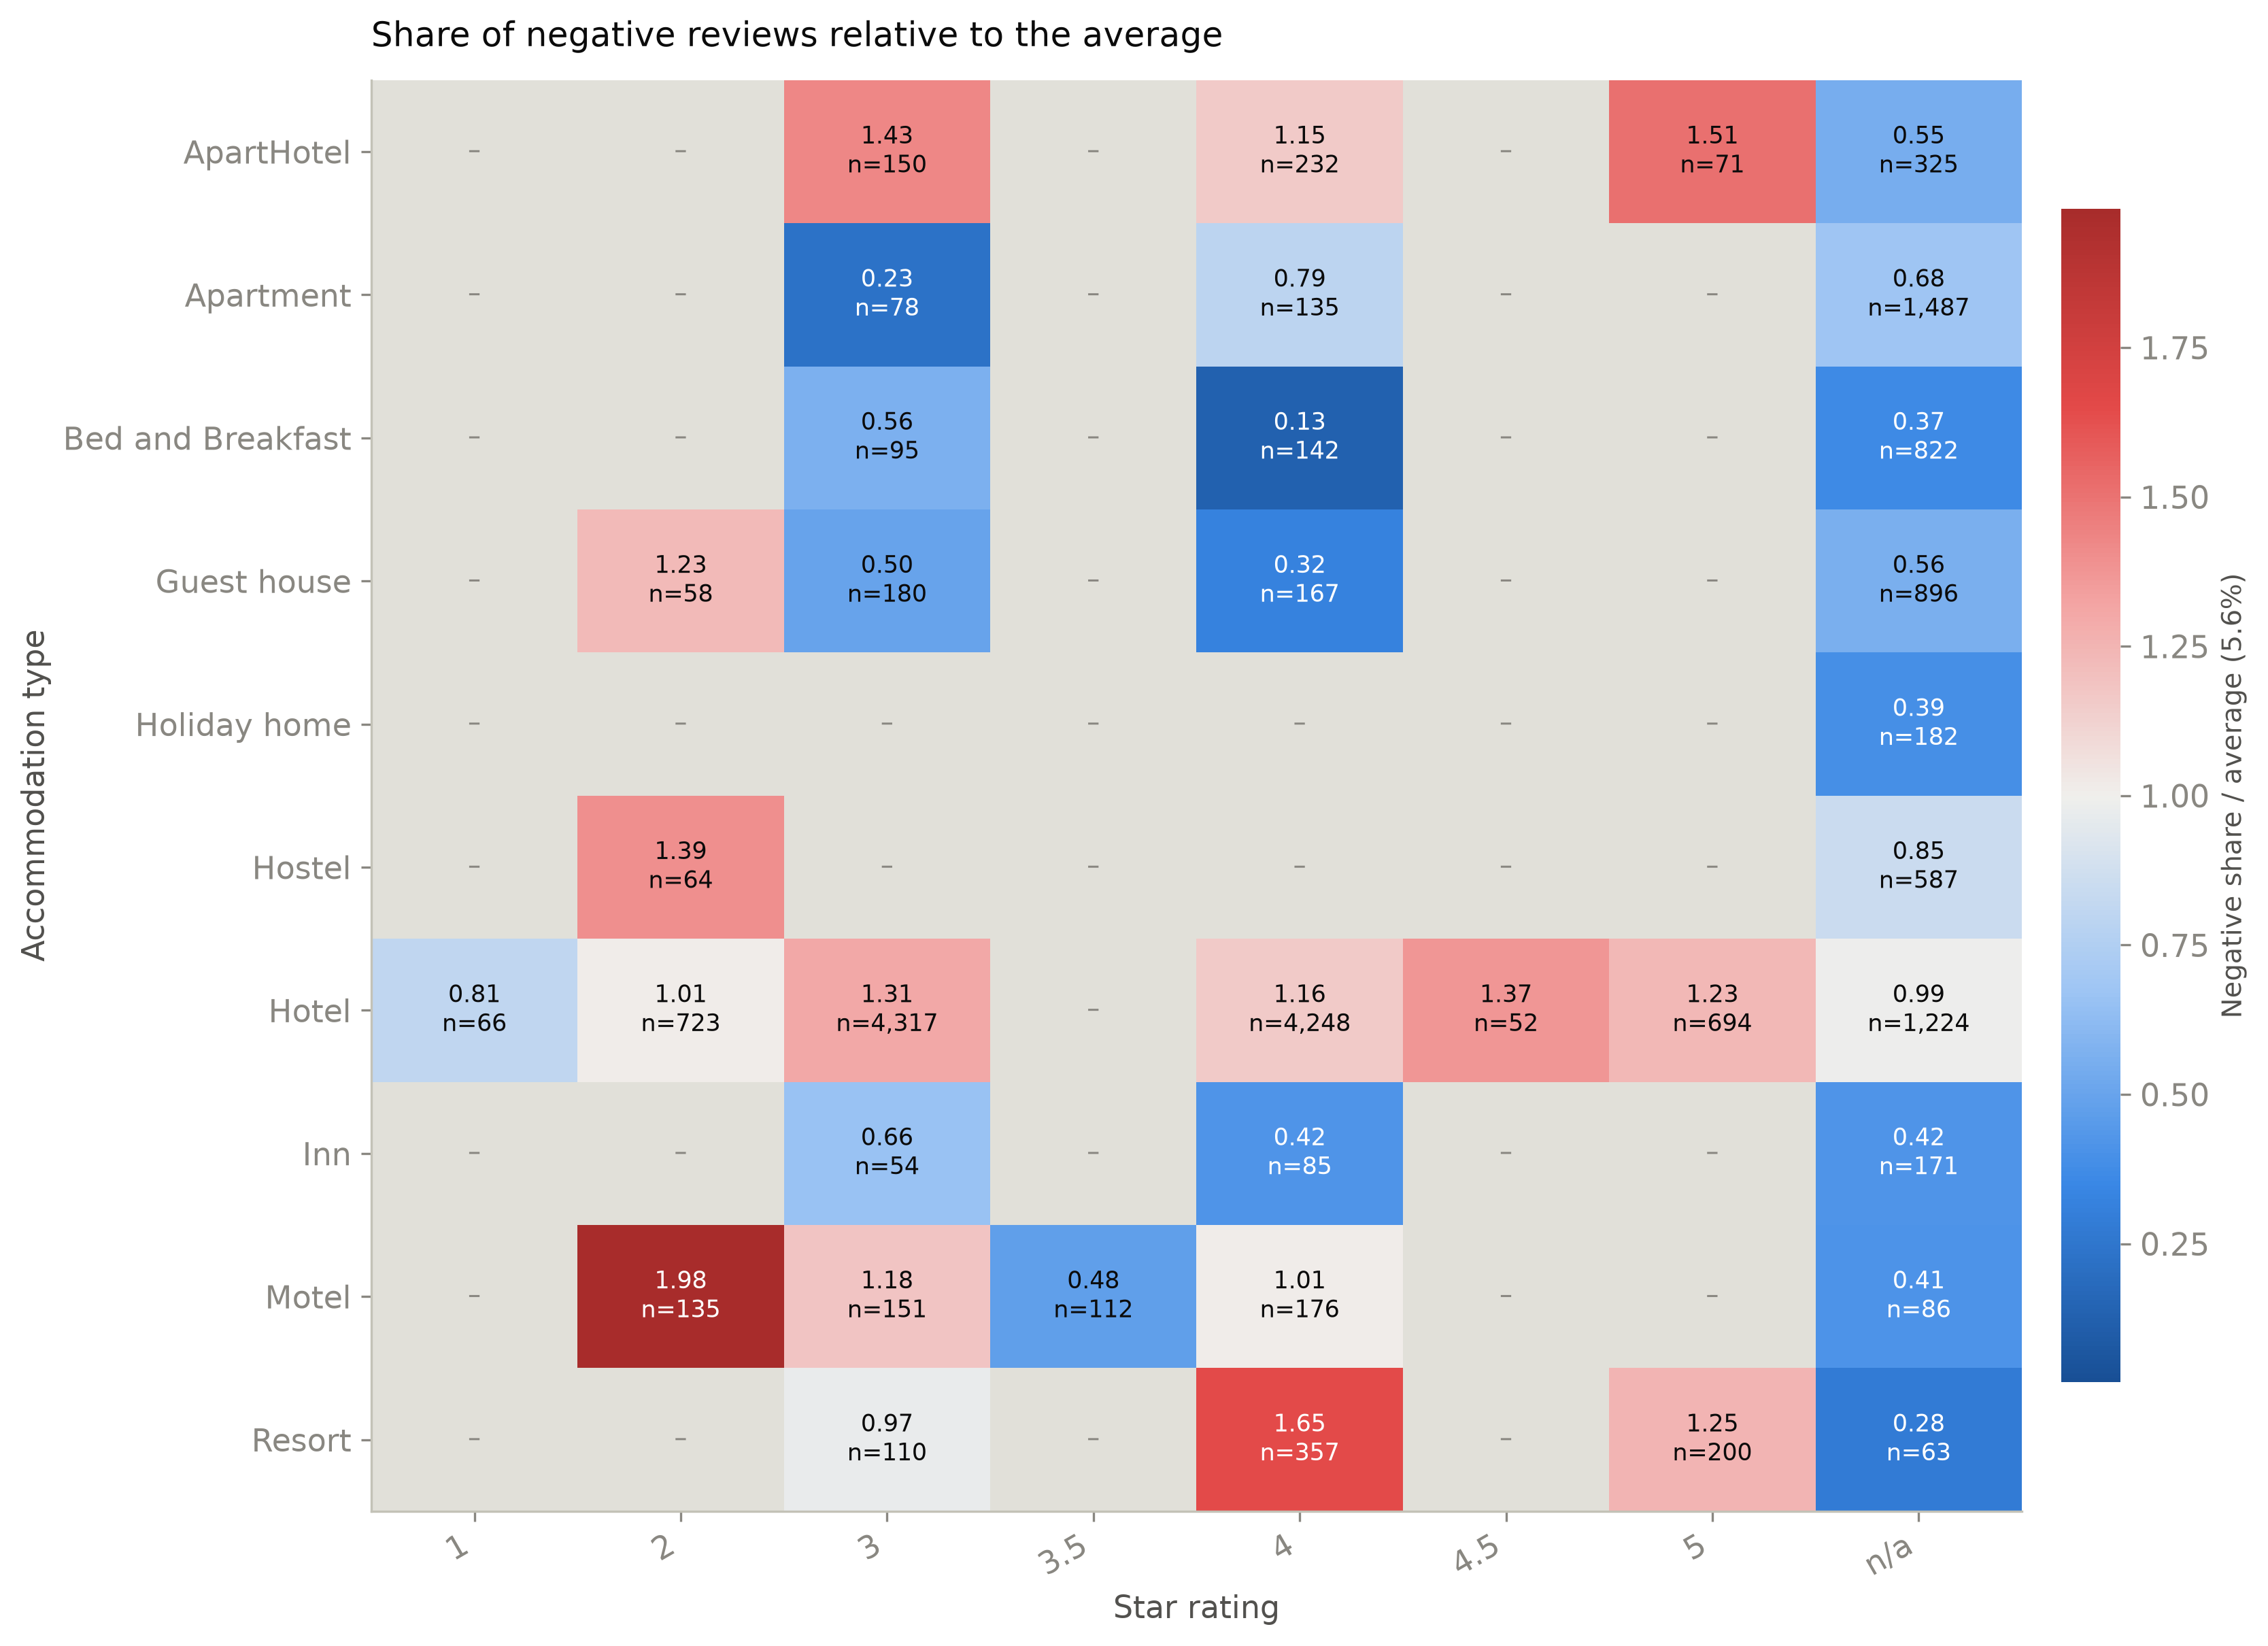 Share of negative reviews relative to the average
Accommodation type
ApartHotel
–
–
1.43
n=150
–
1.15
n=232
–
1.51
n=71
0.55
n=325
Apartment
–
–
0.23
n=78
–
0.79
n=135
–
–
0.68
n=1,487
Bed and Breakfast
–
–
0.56
n=95
–
0.13
n=142
–
–
0.37
n=822
Guest house
–
1.23
n=58
0.50
n=180
–
0.32
n=167
–
–
0.56
n=896
Holiday home
–
–
–
–
–
–
–
0.39
n=182
Hostel
–
1.39
n=64
–
–
–
–
–
0.85
n=587
Hotel
0.81
n=66
1.01
n=723
1.31
n=4,317
–
1.16
n=4,248
1.37
n=52
1.23
n=694
0.99
n=1,224
Inn
–
–
0.66
n=54
–
0.42
n=85
–
–
0.42
n=171
Motel
–
1.98
n=135
1.18
n=151
0.48
n=112
1.01
n=176
–
–
0.41
n=86
Resort
–
–
0.97
n=110
–
1.65
n=357
–
1.25
n=200
0.28
n=63
1
2
3
3.5
4
4.5
5
n/a
Star rating
1.75
1.50
1.25
1.00
0.75
0.50
0.25
Negative share / average (5.6%)